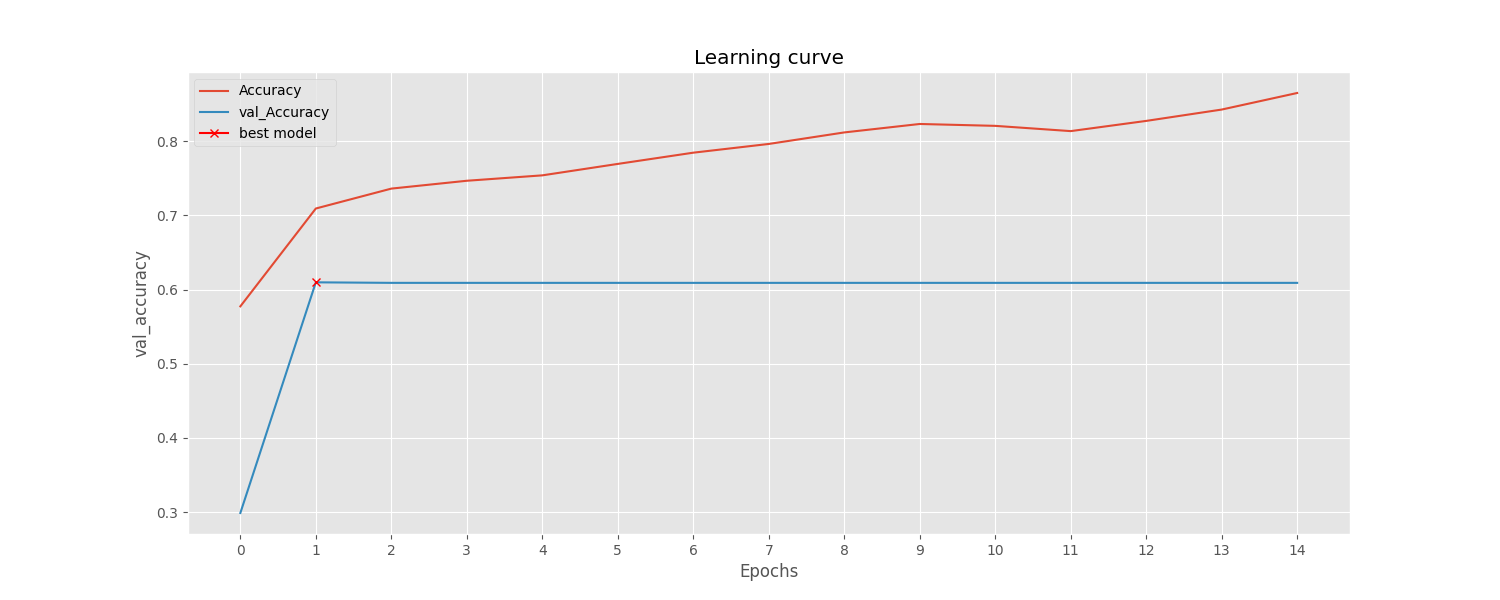 Learning curve
Accuracy
val_Accuracy
best model
0.8
0.7
0.6
0.5
0.4
0.3
val_accuracy
0 1 2 3 4 5 6 7 8 9 10 11 12 13 14
Epochs